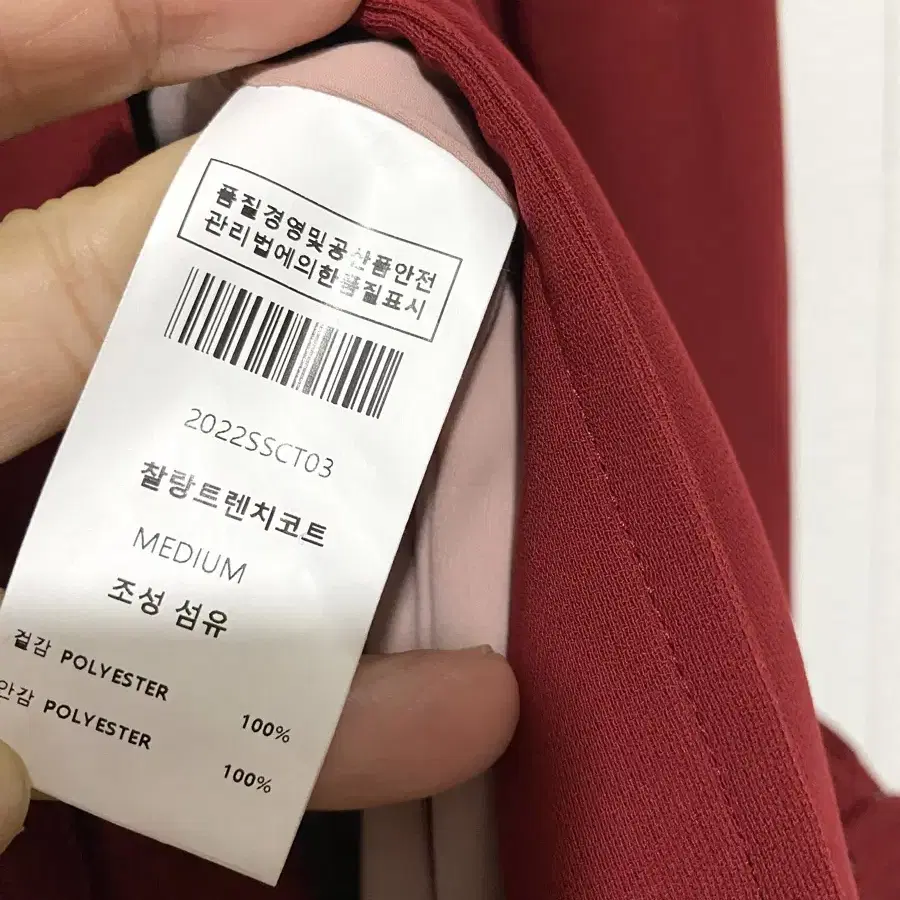 품질경영및공산품안전
관리법에의한품질표시
2022SSCT03
찰랑트렌치코트
MEDIUM
조성 섬유
겉감 POLYESTER
100%
안감 POLYESTER
100%